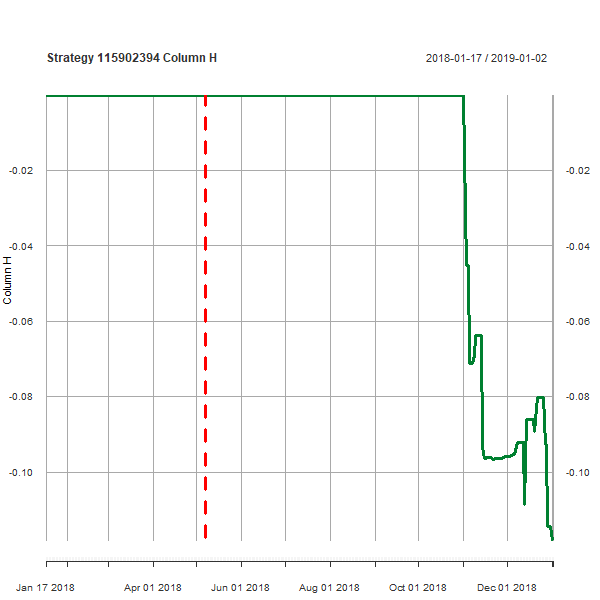 Strategy 115902394 Column H
2018-01-17 / 2019-01-02
-0.02 -0.02
-0.04 -0.04
Column H
-0.06 -0.06
-0.08 -0.08
-0.10 -0.10
Jan 17 2018 Apr 01 2018 Jun 01 2018 Aug 01 2018 Oct 01 2018 Dec 01 2018